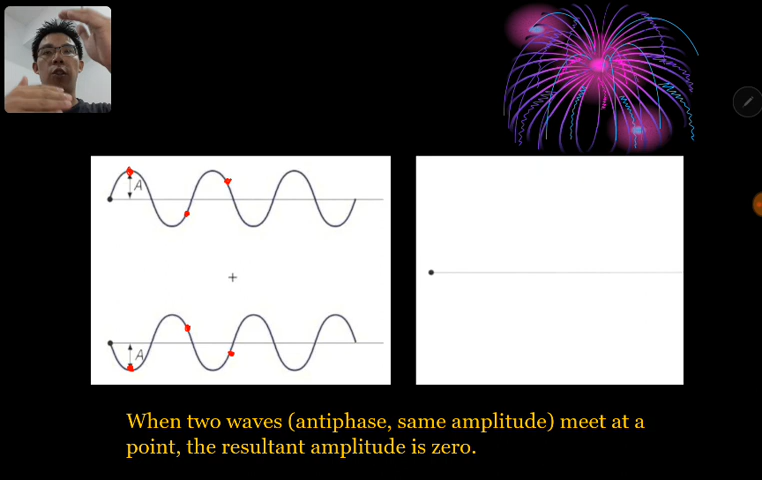 A
+
A
When two waves (antiphase, same amplitude) meet at a
point, the resultant amplitude is zero.